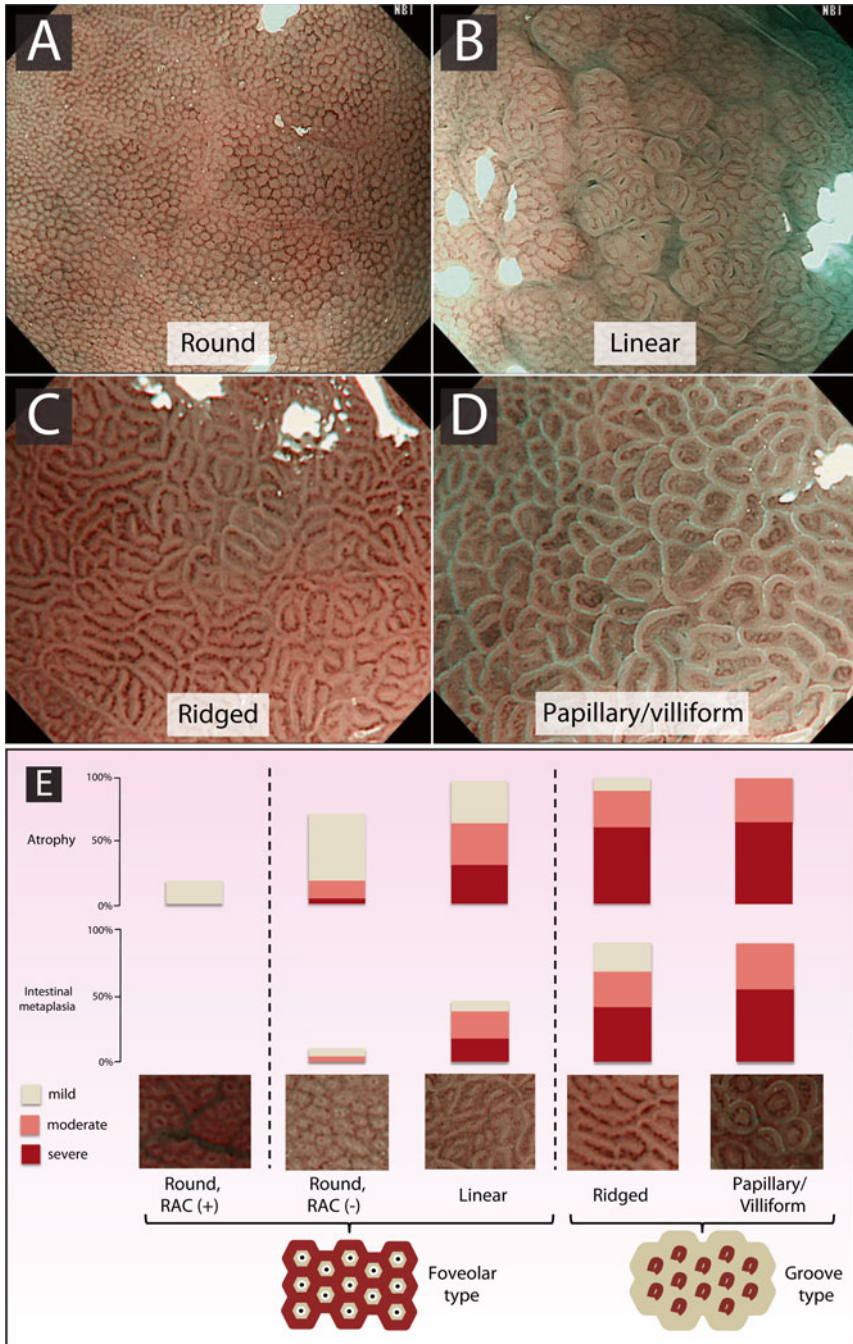 A
NBI
Round
B
NBI
Linear
C
Ridged
D
Papillary/villiform
E
100%
Atrophy
50%
0%
100%
Intestinal
metaplasia
50%
0%
mild
moderate
severe
Round,
RAC (+)
Round,
RAC (-)
Linear
Ridged
Papillary/
Villiform
Foveolar
type
Groove
type